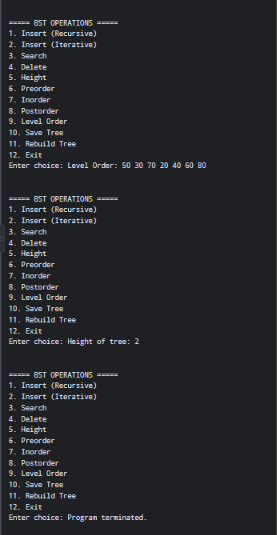 ===== BST OPERATIONS =====
1. Insert (Recursive)
2. Insert (Iterative)
3. Search
4. Delete
5. Height
6. Preorder
7. Inorder
8. Postorder
9. Level Order
10. Save Tree
11. Rebuild Tree
12. Exit
Enter choice: Level Order: 50 30 70 20 40 60 80
===== BST OPERATIONS =====
1. Insert (Recursive)
2. Insert (Iterative)
3. Search
4. Delete
5. Height
6. Preorder
7. Inorder
8. Postorder
9. Level Order
10. Save Tree
11. Rebuild Tree
12. Exit
Enter choice: Height of tree: 2
===== BST OPERATIONS =====
1. Insert (Recursive)
2. Insert (Iterative)
3. Search
4. Delete
5. Height
6. Preorder
7. Inorder
8. Postorder
9. Level Order
10. Save Tree
11. Rebuild Tree
12. Exit
Enter choice: Program terminated.